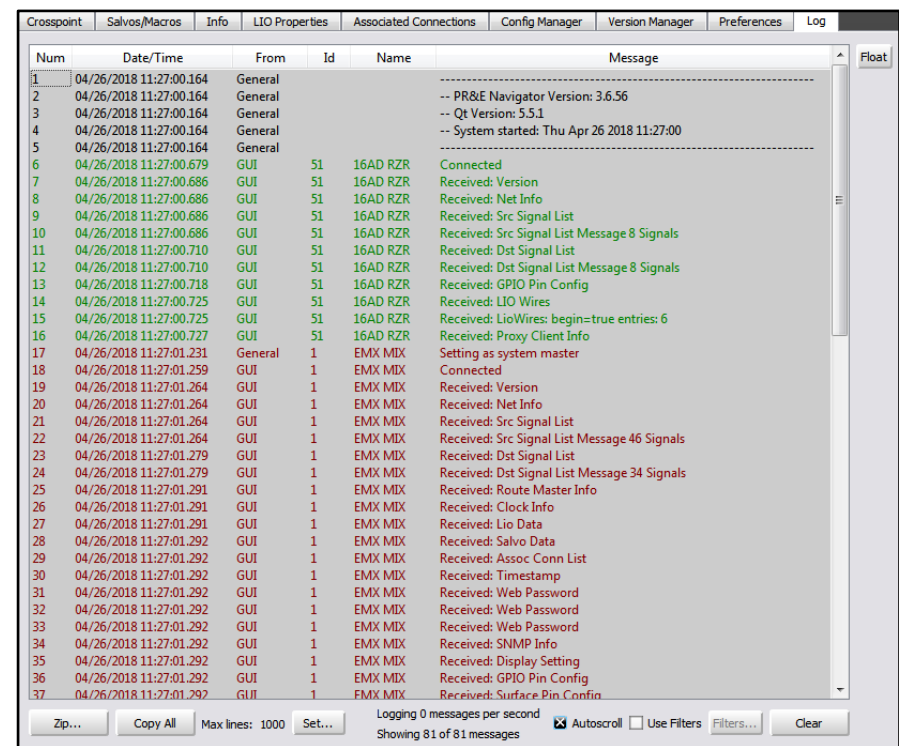 Crosspoint Salvos/Macros Info LIO Properties Associated Connections Config Manager Version Manager Preferences Log
Num Date/Time From Id Name Message Float
1 04/26/2018 11:27:00.164 General --------------------------------------------------------------------------------
2 04/26/2018 11:27:00.164 General -- PR&E Navigator Version: 3.6.56
3 04/26/2018 11:27:00.164 General -- Qt Version: 5.5.1
4 04/26/2018 11:27:00.164 General -- System started: Thu Apr 26 2018 11:27:00
5 04/26/2018 11:27:00.164 General --------------------------------------------------------------------------------
6 04/26/2018 11:27:00.679 GUI 51 16AD RZR Connected
7 04/26/2018 11:27:00.686 GUI 51 16AD RZR Received: Version
8 04/26/2018 11:27:00.686 GUI 51 16AD RZR Received: Net Info
9 04/26/2018 11:27:00.686 GUI 51 16AD RZR Received: Src Signal List
10 04/26/2018 11:27:00.686 GUI 51 16AD RZR Received: Src Signal List Message 8 Signals
11 04/26/2018 11:27:00.710 GUI 51 16AD RZR Received: Dst Signal List
12 04/26/2018 11:27:00.710 GUI 51 16AD RZR Received: Dst Signal List Message 8 Signals
13 04/26/2018 11:27:00.718 GUI 51 16AD RZR Received: GPIO Pin Config
14 04/26/2018 11:27:00.725 GUI 51 16AD RZR Received: LIO Wires
15 04/26/2018 11:27:00.725 GUI 51 16AD RZR Received: LioWires: begin=true entries: 6
16 04/26/2018 11:27:00.727 GUI 51 16AD RZR Received: Proxy Client Info
17 04/26/2018 11:27:01.231 General 1 EMX MIX Setting as system master
18 04/26/2018 11:27:01.259 GUI 1 EMX MIX Connected
19 04/26/2018 11:27:01.264 GUI 1 EMX MIX Received: Version
20 04/26/2018 11:27:01.264 GUI 1 EMX MIX Received: Net Info
21 04/26/2018 11:27:01.264 GUI 1 EMX MIX Received: Src Signal List
22 04/26/2018 11:27:01.264 GUI 1 EMX MIX Received: Src Signal List Message 46 Signals
23 04/26/2018 11:27:01.279 GUI 1 EMX MIX Received: Dst Signal List
24 04/26/2018 11:27:01.279 GUI 1 EMX MIX Received: Dst Signal List Message 34 Signals
25 04/26/2018 11:27:01.291 GUI 1 EMX MIX Received: Route Master Info
26 04/26/2018 11:27:01.291 GUI 1 EMX MIX Received: Clock Info
27 04/26/2018 11:27:01.291 GUI 1 EMX MIX Received: Lio Data
28 04/26/2018 11:27:01.292 GUI 1 EMX MIX Received: Salvo Data
29 04/26/2018 11:27:01.292 GUI 1 EMX MIX Received: Assoc Conn List
30 04/26/2018 11:27:01.292 GUI 1 EMX MIX Received: Timestamp
31 04/26/2018 11:27:01.292 GUI 1 EMX MIX Received: Web Password
32 04/26/2018 11:27:01.292 GUI 1 EMX MIX Received: Web Password
33 04/26/2018 11:27:01.292 GUI 1 EMX MIX Received: Web Password
34 04/26/2018 11:27:01.292 GUI 1 EMX MIX Received: SNMP Info
35 04/26/2018 11:27:01.292 GUI 1 EMX MIX Received: Display Setting
36 04/26/2018 11:27:01.292 GUI 1 EMX MIX Received: GPIO Pin Config
37 04/26/2018 11:27:01.292 GUI 1 EMX MIX Received: Surface Pin Config
Zip... Copy All Max lines: 1000 Set... Logging 0 messages per second Autoscroll Use Filters Filters... Clear
Showing 81 of 81 messages